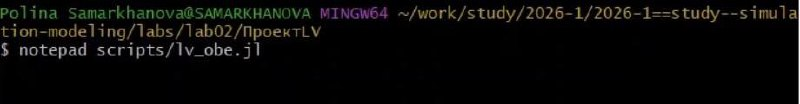 Polina Samarkhanova@SAMARKHANOVA MINGW64 ~/work/study/2026-1/2026-1==study--simula
tion-modeling/labs/lab02/ПроектLV
$ notepad scripts/lv_obe.jl